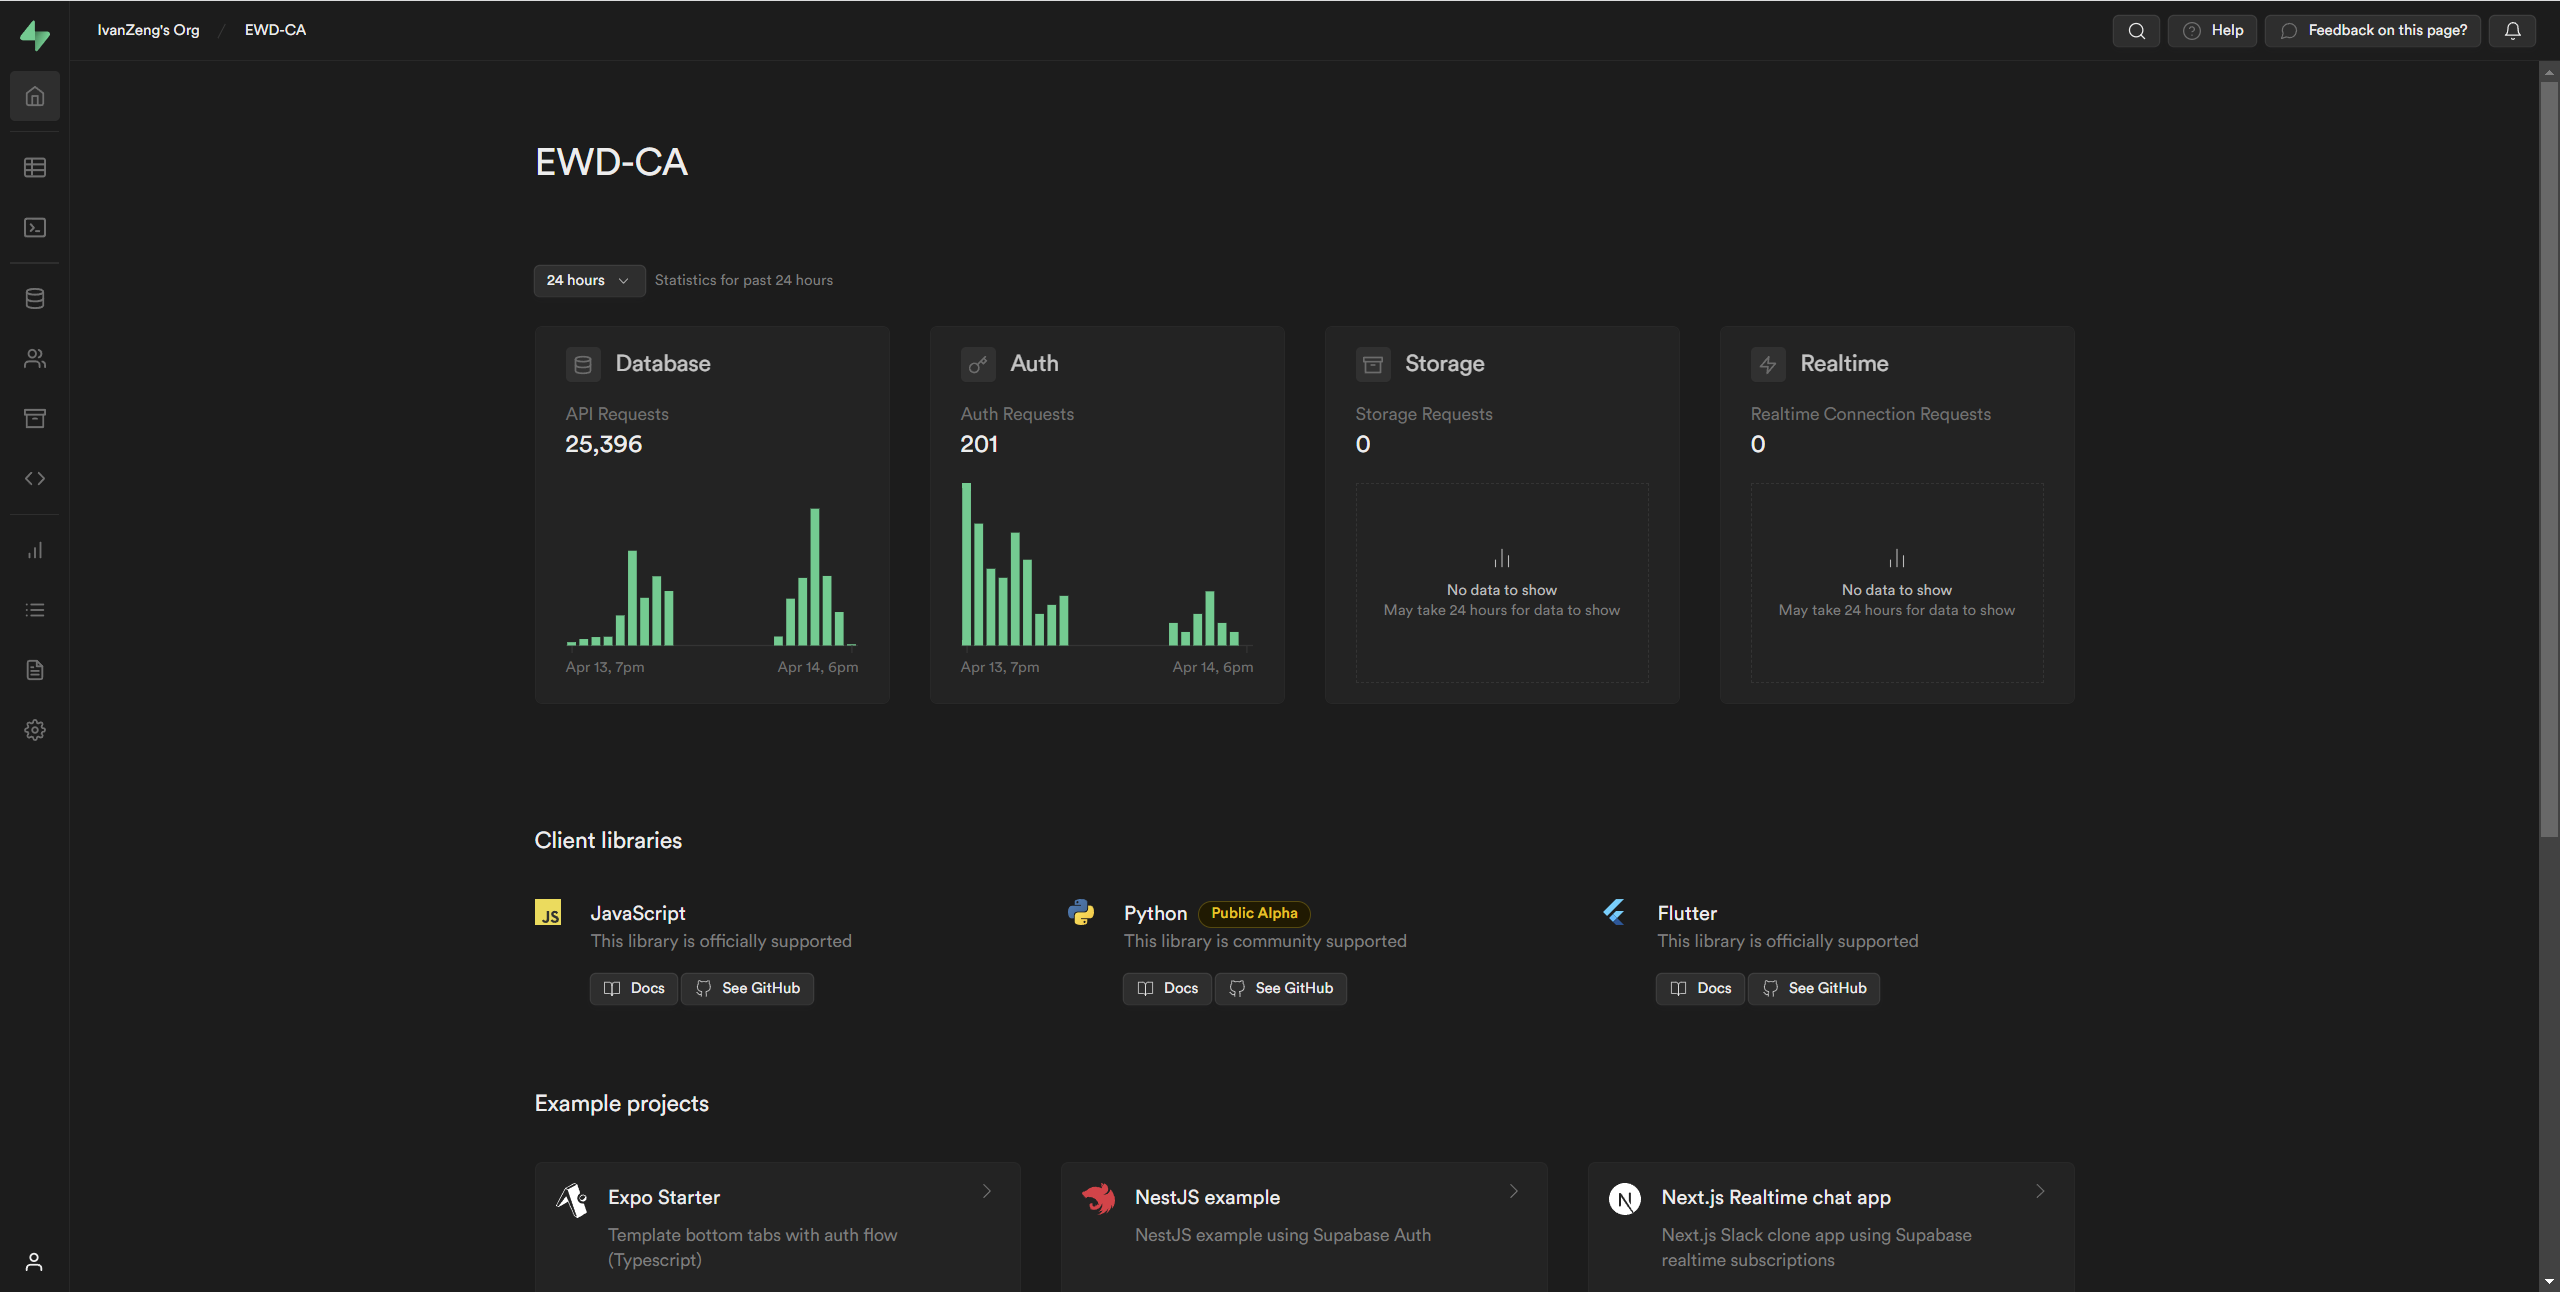 IvanZeng's Org / EWD-CA
Help
Feedback on this page?
EWD-CA
24 hours
Statistics for past 24 hours
Database
API Requests
25,396
Apr 13, 7pm
Apr 14, 6pm
Auth
Auth Requests
201
Apr 13, 7pm
Apr 14, 6pm
Storage
Storage Requests
0
No data to show
May take 24 hours for data to show
Realtime
Realtime Connection Requests
0
No data to show
May take 24 hours for data to show
Client libraries
JS
JavaScript
This library is officially supported
Docs
See GitHub
Python
Public Alpha
This library is community supported
Docs
See GitHub
Flutter
This library is officially supported
Docs
See GitHub
Example projects
Expo Starter
Template bottom tabs with auth flow
(Typescript)
NestJS example
NestJS example using Supabase Auth
N
Next.js Realtime chat app
Next.js Slack clone app using Supabase
realtime subscriptions